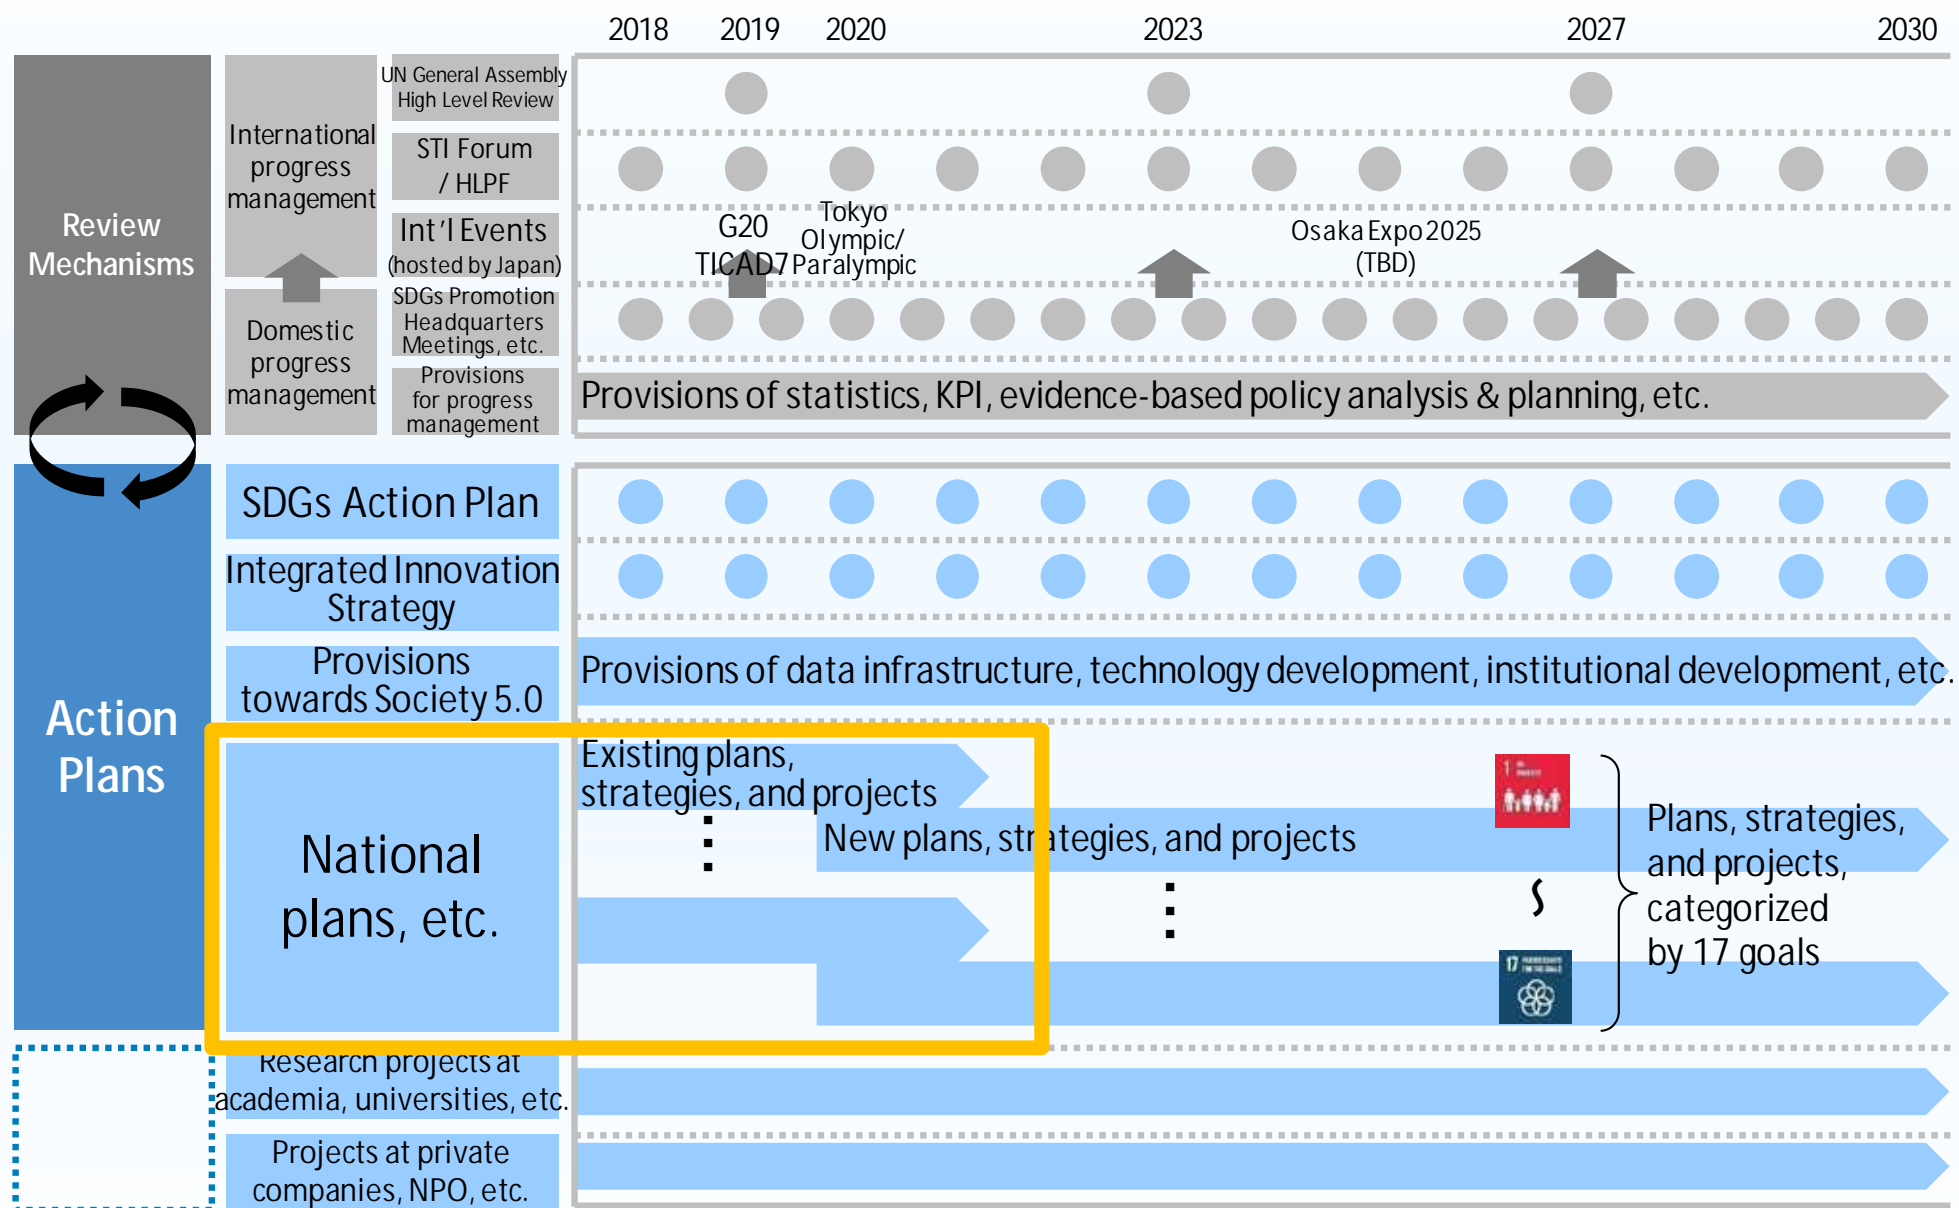 2018 2019 2020 2023 2027 2030
Review
Mechanisms
International
progress
management
Domestic
progress
management
UN General Assembly
High Level Review
STI Forum
/ HLPF
Int'l Events
(hosted by Japan)
SDGs Promotion
Headquarters
Meetings, etc.
Provisions
for progress
management
G20
TICAD7
Tokyo
Olympic/
Paralympic
Osaka Expo 2025
(TBD)
Provisions of statistics, KPI, evidence-based policy analysis & planning, etc.
Action
Plans
SDGs Action Plan
Integrated Innovation
Strategy
Provisions
towards Society 5.0
Provisions of data infrastructure, technology development, institutional development, etc.
National
plans, etc.
Existing plans,
strategies, and projects
New plans, strategies, and projects
1
17
Plans, strategies,
and projects,
categorized
by 17 goals
Research projects at
academia, universities, etc.
Projects at private
companies, NPO, etc.